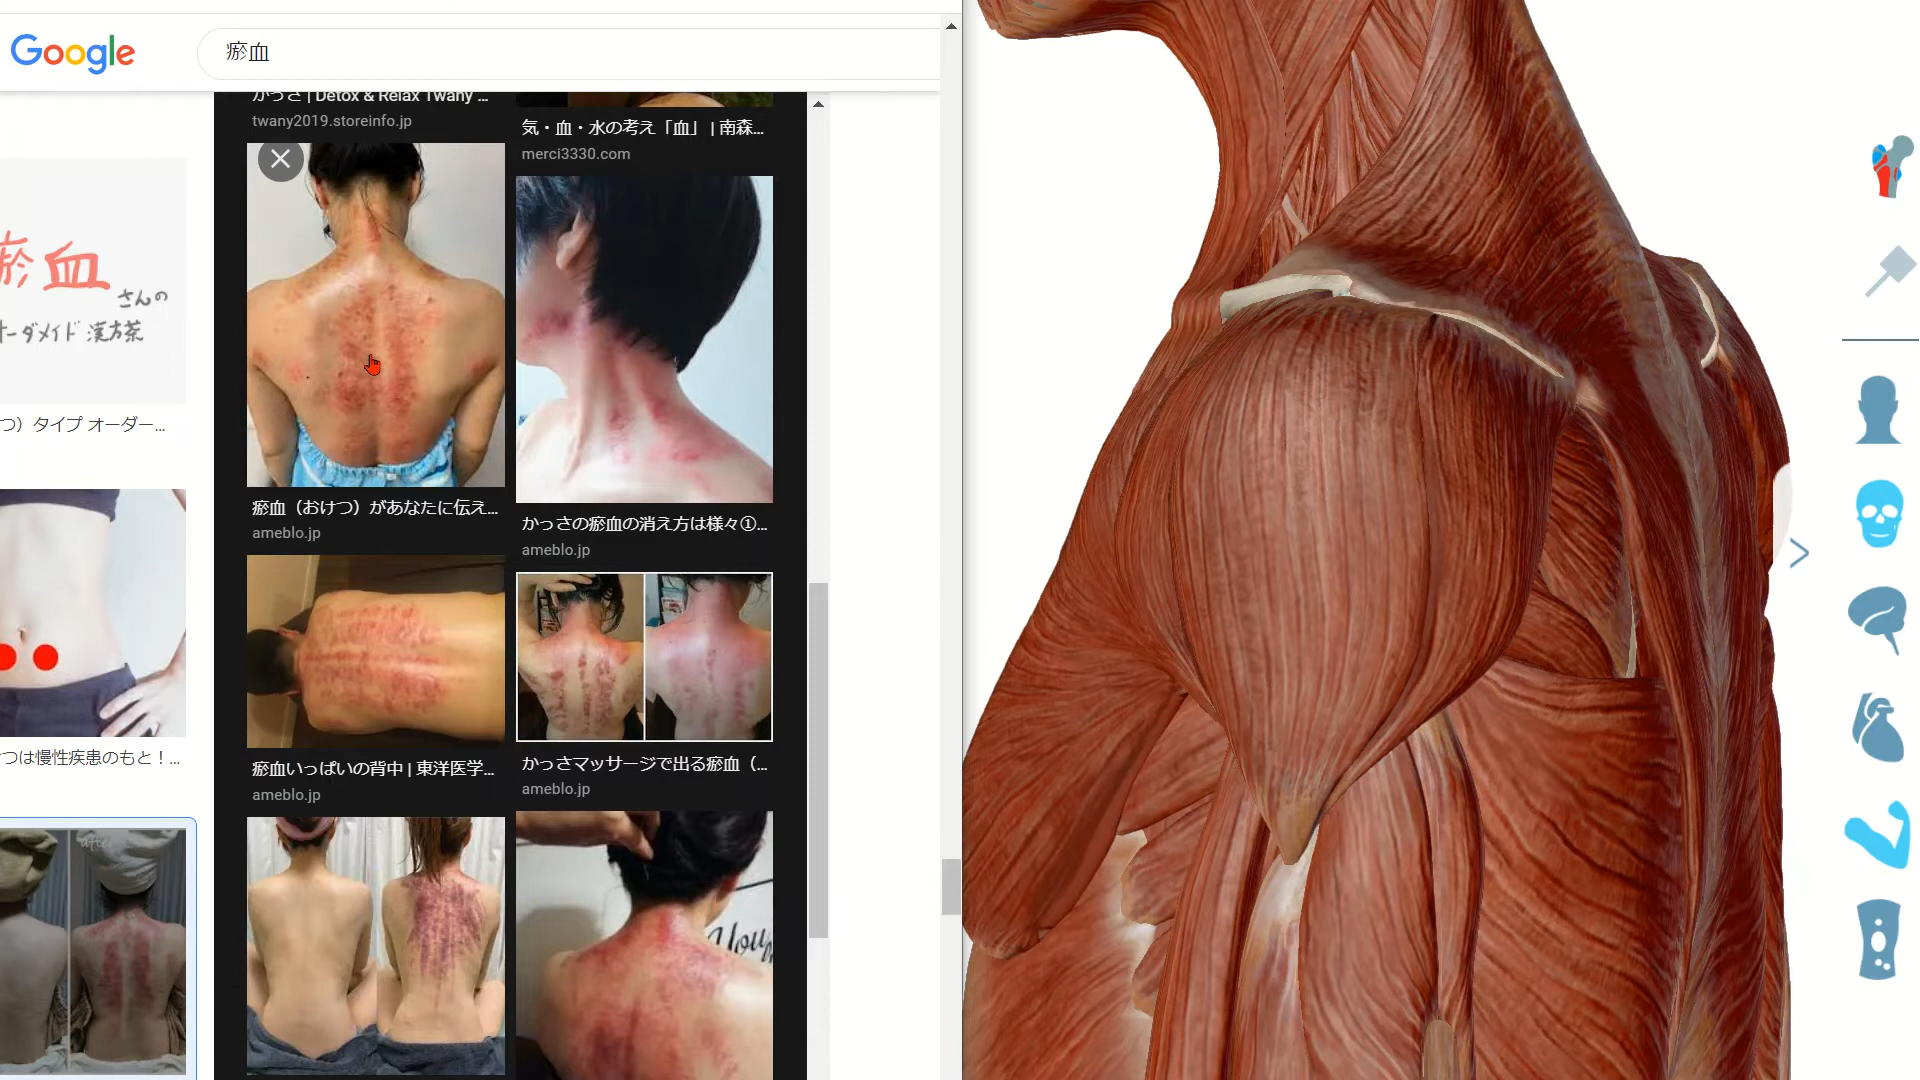 Google
瘀血
かっさ | Detox & Relax Twany ...
twany2019.storeinfo.jp
気・血・水の考え「血」 | 南森...
merci3330.com
瘀血
さんの
オーダメイド 漢方茶
つ）タイプ オーダー...
瘀血（おけつ）があなたに伝え...
ameblo.jp
かっさの瘀血の消え方は様々①...
ameblo.jp
つは慢性疾患のもと！...
瘀血いっぱいの背中 | 東洋医学...
ameblo.jp
かっさマッサージで出る瘀血（...
ameblo.jp
after
You